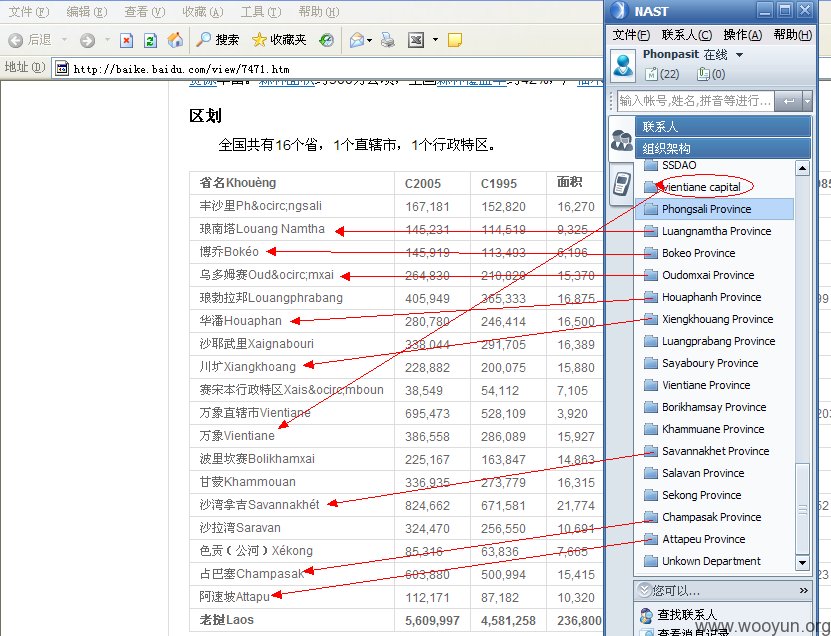 文件(F) 编辑(E) 查看(V) 收藏(A) 工具(T) 帮助(H)
后退 搜索 收藏夹
地址(D) http://baike.baidu.com/view/7471.htm
区划
全国共有16个省，1个直辖市，1个行政特区。
省名Khouèng C2005 C1995 面积
丰沙里Ph&ocirc;ngsali 167,181 152,820 16,270
琅南塔Louang Namtha 145,231 114,519 9,325
博乔Bokéo 145,919 113,493 6,196
乌多姆赛Oud&ocirc;mxai 264,830 15,370
琅勃拉邦Louangphrabang 405,949 365,333 16,875
华潘Houaphan 280,780 246,414 16,500
沙耶武里Xaignabouri 338,044 291,705 16,389
川圹Xiangkhoang 228,882 200,075 15,880
赛宋本行政特区Xais&ocirc;mboun 38,549 54,112 7,105
万象直辖市Vientiane 695,473 528,109 3,920
万象Vientiane 386,558 286,089 15,927
波里坎赛Bolikhamxai 225,167 163,847 14,863
甘蒙Khammouan 336,935 273,779 16,315
沙湾拿吉Savannakhét 824,662 671,581 21,774
沙拉湾Saravan 324,470 256,550 10,691
色贡（公河）Xékong 85,316 63,836 7,665
占巴塞Champasak 603,880 500,994 15,415
阿速坡Attapu 112,171 87,182 10,320
老挝Laos 5,609,997 4,581,258 236,800
NAST
文件(F) 联系人(C) 操作(A) 帮助(H)
Phonpasit 在线
(22) (0)
输入帐号,姓名,拼音等进行...
联系人
组织架构
SSDAO
vientiane capital
Phongsali Province
Luangnamtha Province
Bokeo Province
Oudomxai Province
Houaphanh Province
Xiengkhouang Province
Luangprabang Province
Sayaboury Province
Vientiane Province
Borikhamsay Province
Khammuane Province
Savannakhet Province
Salavan Province
Sekong Province
Champasak Province
Attapeu Province
Unkown Department
您可以...
查找联系人
查看消息记录
www.wooyun.org